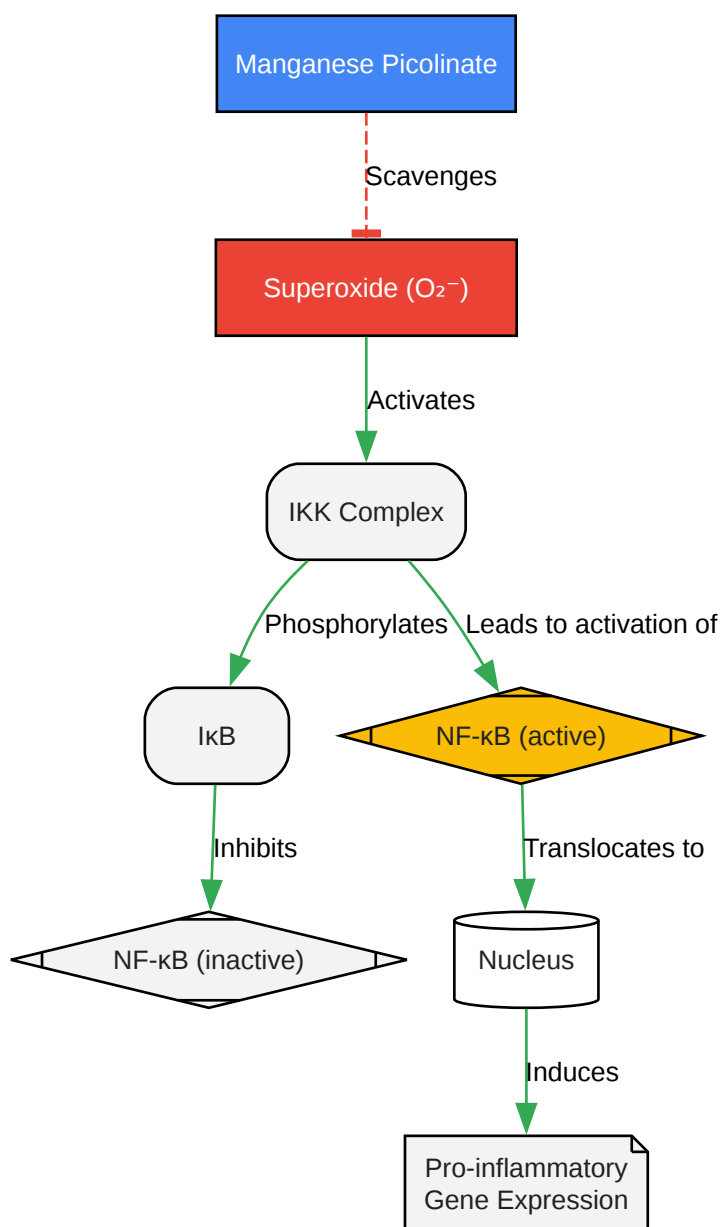 Manganese Picolinate
Scavenges
Superoxide (O₂⁻)
Activates
IKK Complex
Phosphorylates
Leads to activation of
IκB
NF-κB (active)
Inhibits
Translocates to
NF-κB (inactive)
Nucleus
Induces
Pro-inflammatory
Gene Expression